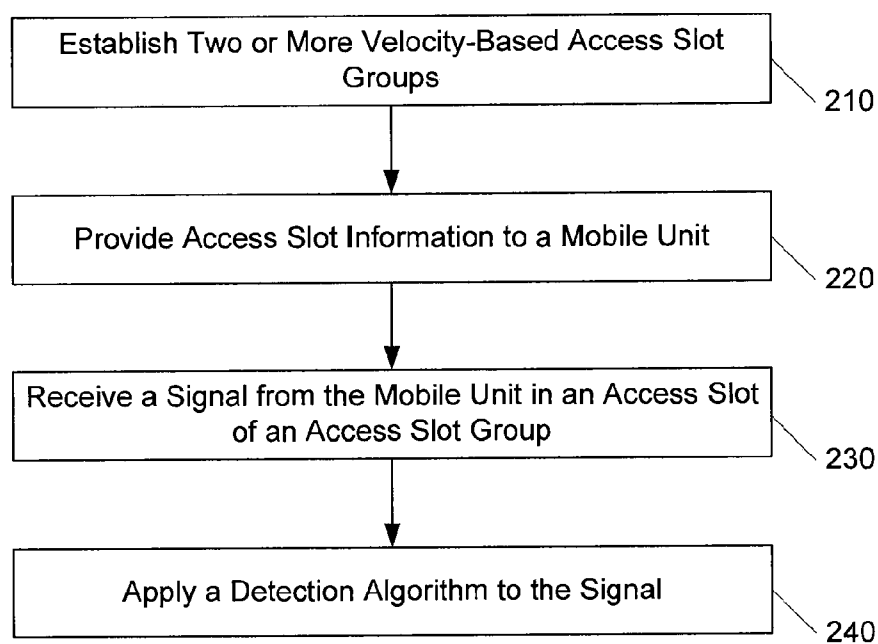 Establish Two or More Velocity-Based Access Slot
Groups
210
Provide Access Slot Information to a Mobile Unit
220
Receive a Signal from the Mobile Unit in an Access Slot
of an Access Slot Group
230
Apply a Detection Algorithm to the Signal
240